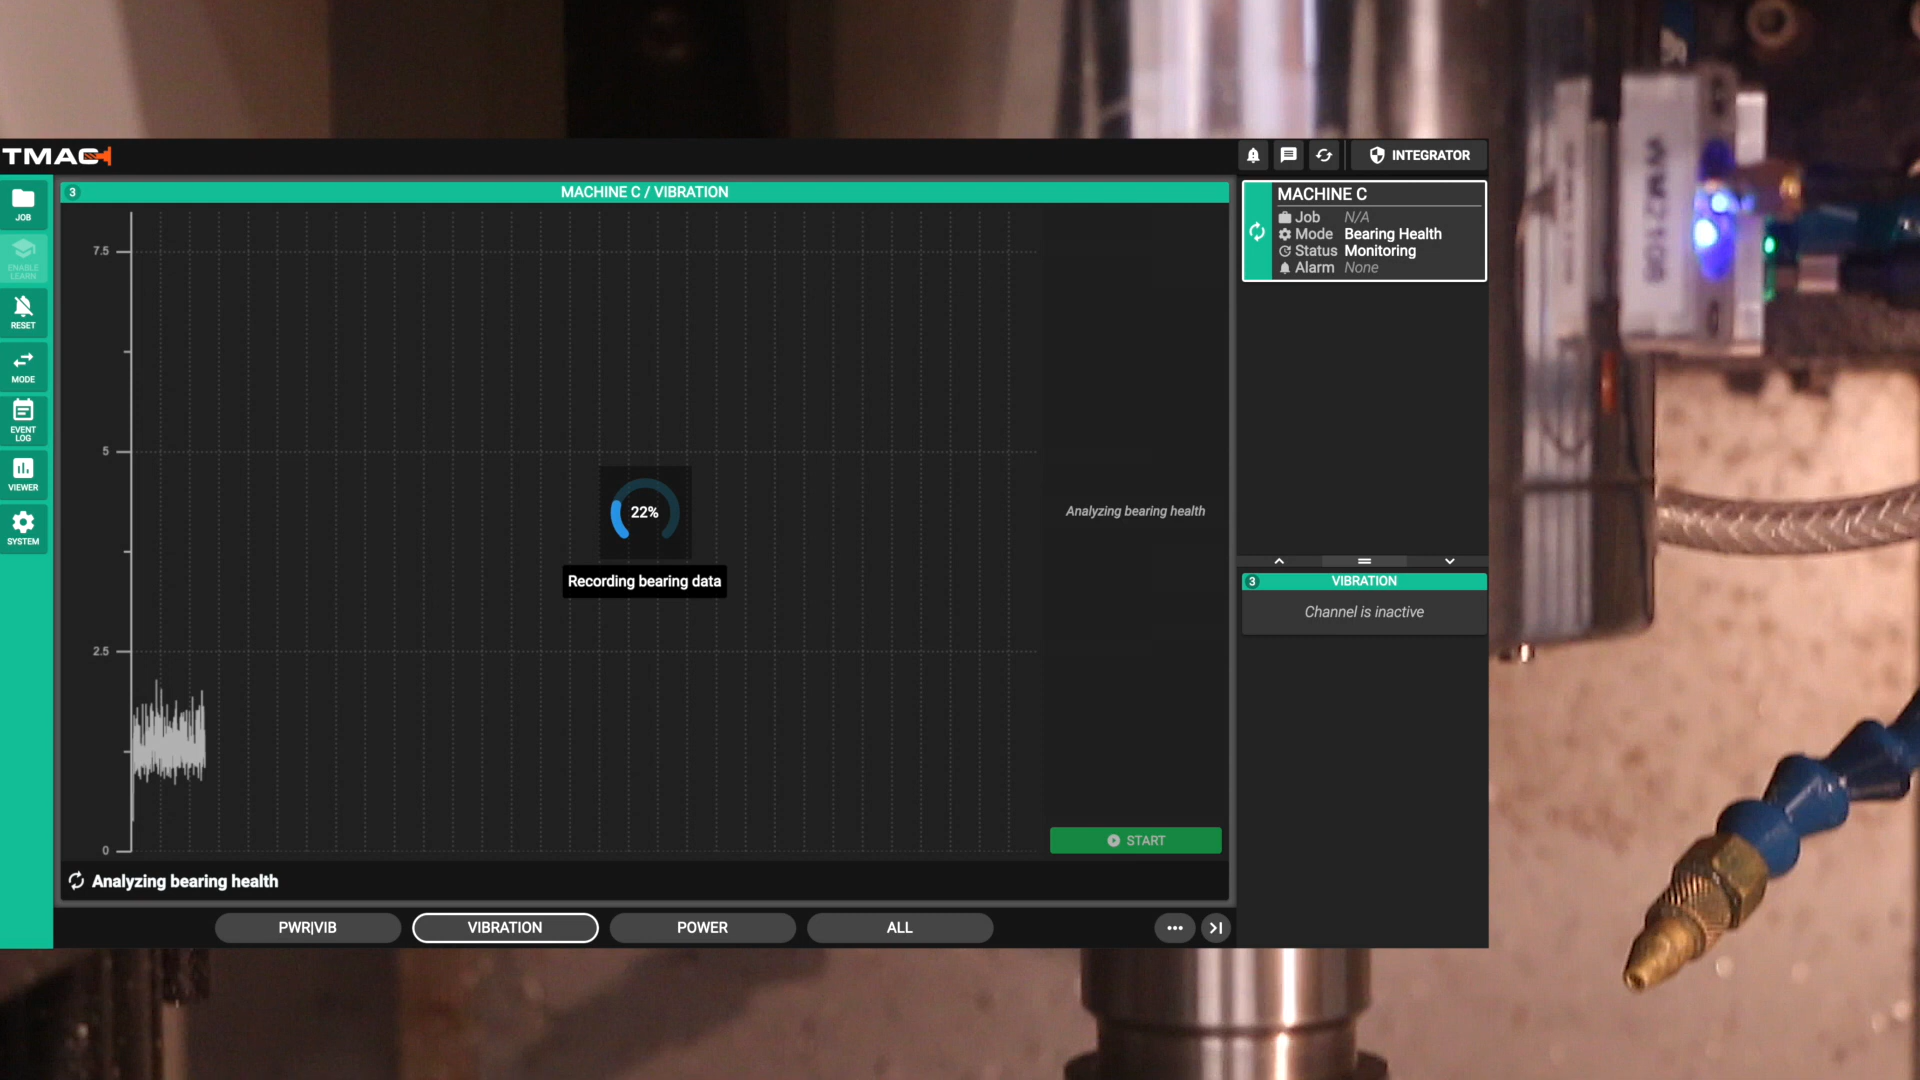 TMAC
INTEGRATOR
JOB
ENABLE
LEARN
RESET
MODE
EVENT
LOG
VIEWER
SYSTEM
3
MACHINE C / VIBRATION
7.5
5
2.5
0
22%
Recording bearing data
Analyzing bearing health
START
Analyzing bearing health
PWR|VIB
VIBRATION
POWER
ALL
MACHINE C
Job N/A
Mode Bearing Health
Status Monitoring
Alarm None
3 VIBRATION
Channel is inactive